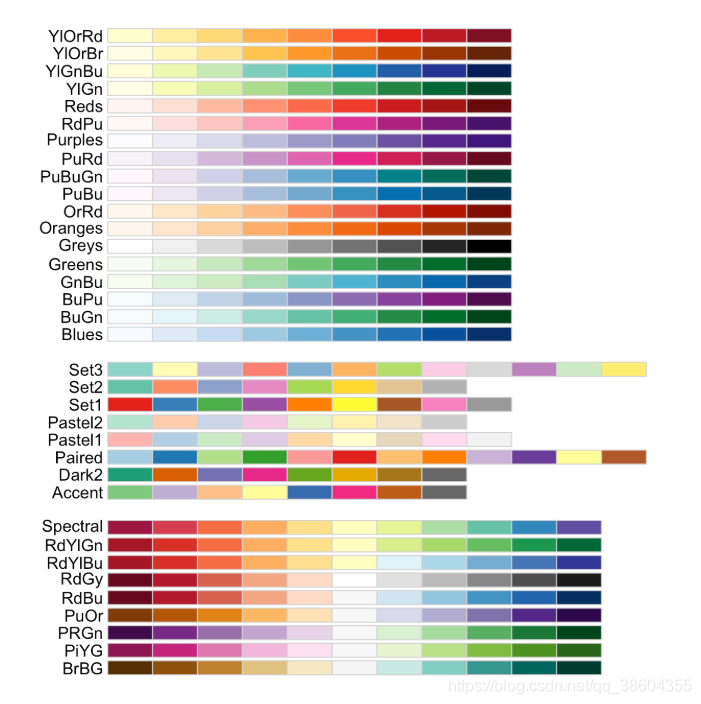 YlOrRd
YlOrBr
YlGnBu
YlGn
Reds
RdPu
Purples
PuRd
PuBuGn
PuBu
OrRd
Oranges
Greys
Greens
GnBu
BuPu
BuGn
Blues
Set3
Set2
Set1
Pastel2
Pastel1
Paired
Dark2
Accent
Spectral
RdYlGn
RdYlBu
RdGy
RdBu
PuOr
PRGn
PiYG
BrBG
https://blog.csdn.net/qq_38604355